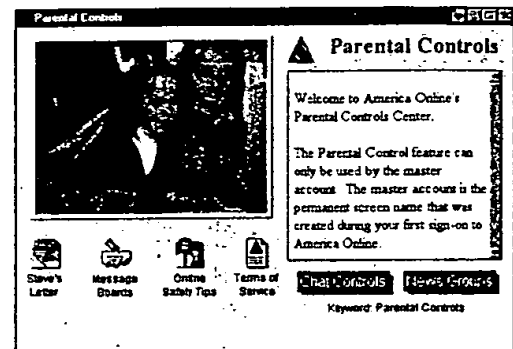 Parental Controls
Parental Controls
Welcome to America Online's
Parental Controls Center.
The Parental Control feature can
only be used by the master
account. The master account is the
permanent screen name that was
created during your first sign-on to
America Online.
Steve's
Letter
Message
Boards
Online
Safety Tips
Terms of
Service
Chat Controls
News Groups
Keyword: Parental Controls